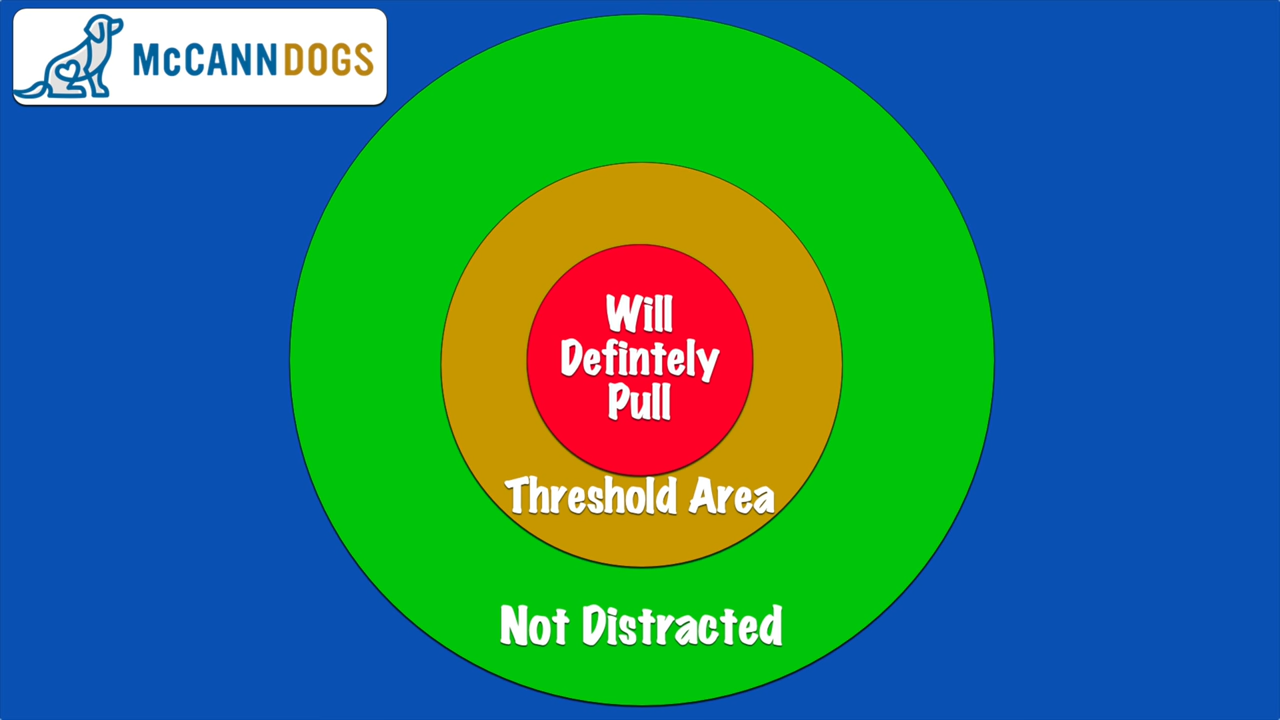 McCANNDOGS
Will
Defintely
Pull
Threshold Area
Not Distracted